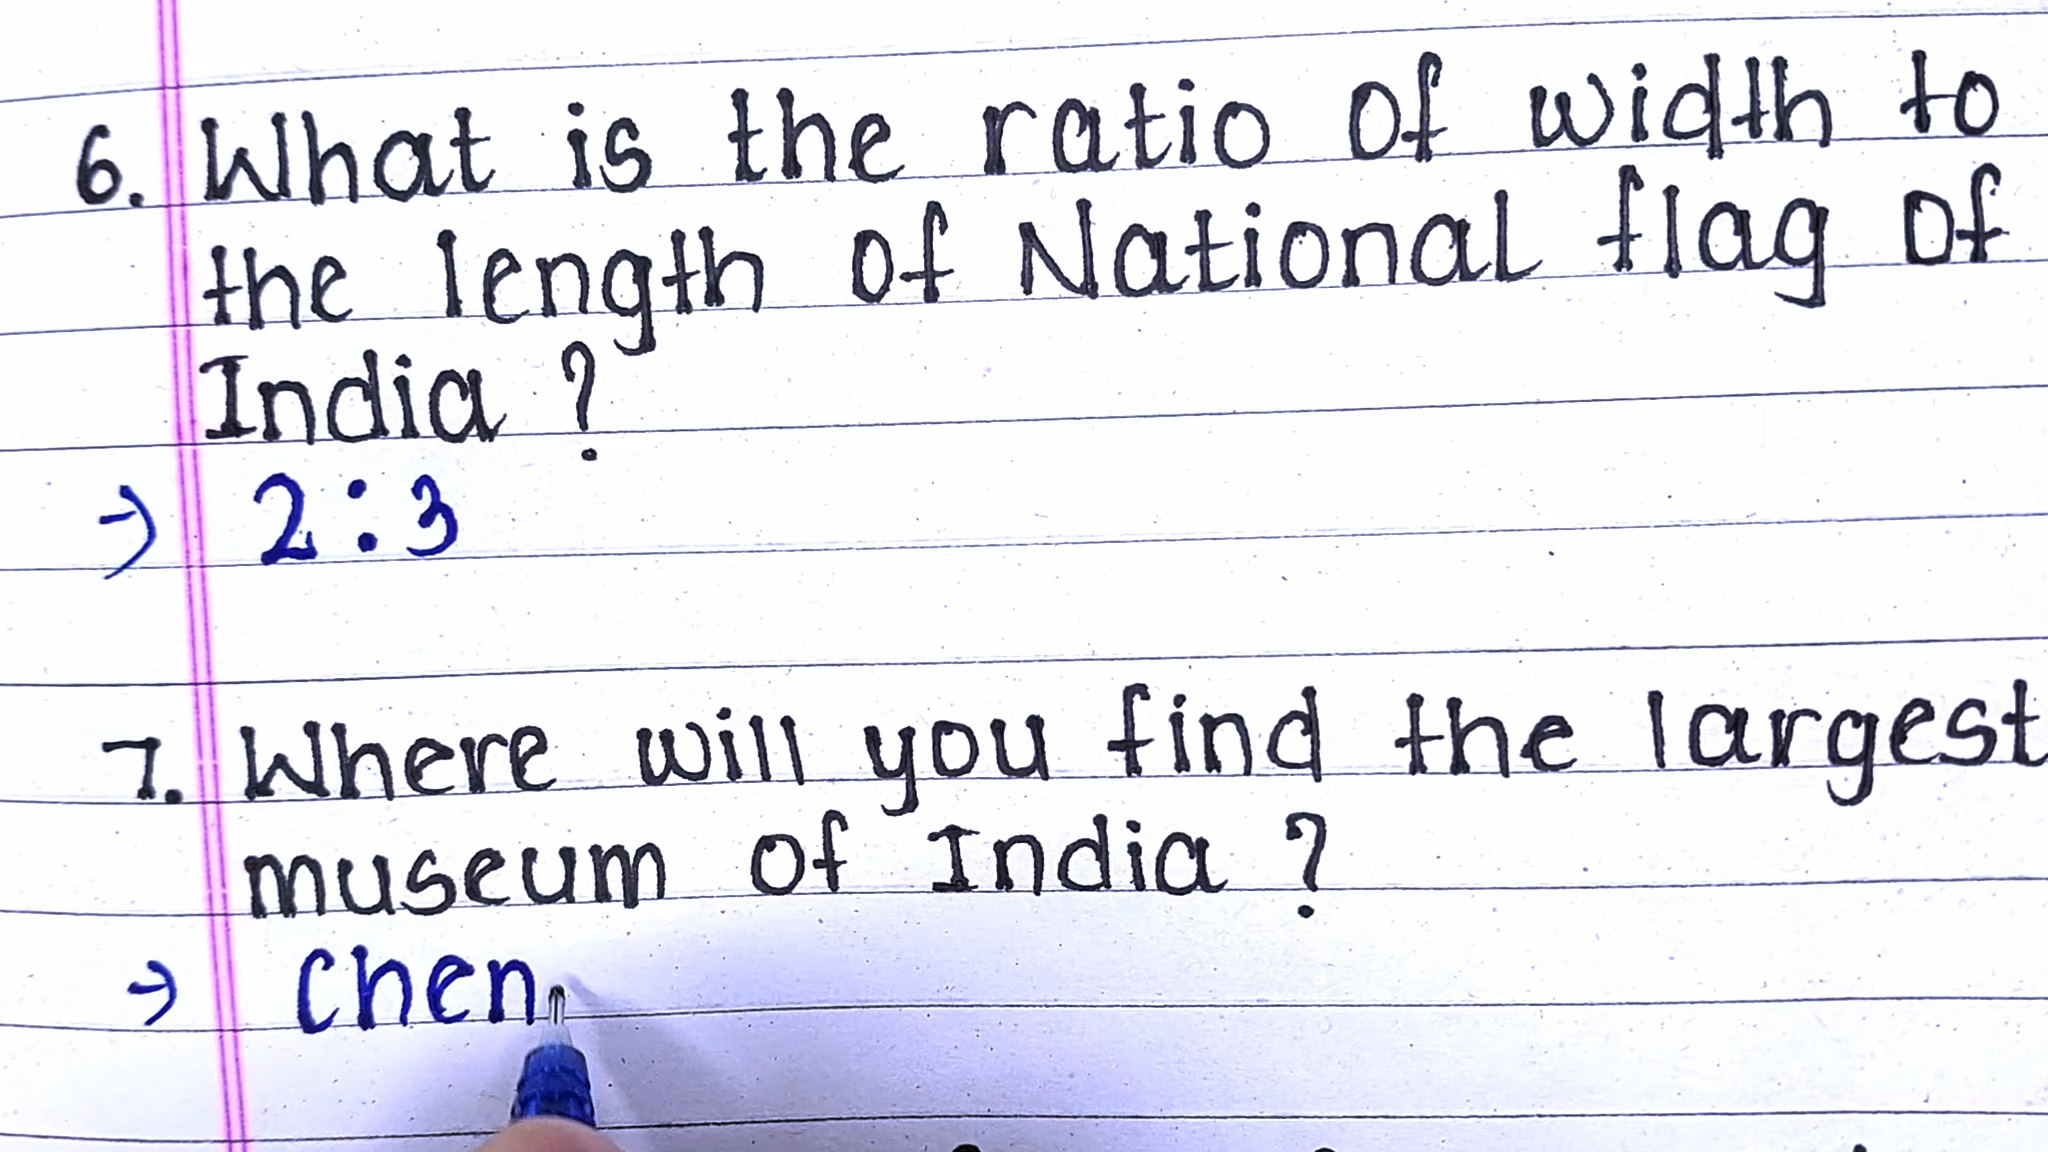 6. What is the ratio of width to
the length of National flag of
India ?
→ 2:3
7. Where will you find the largest
museum of India ?
→ Chen